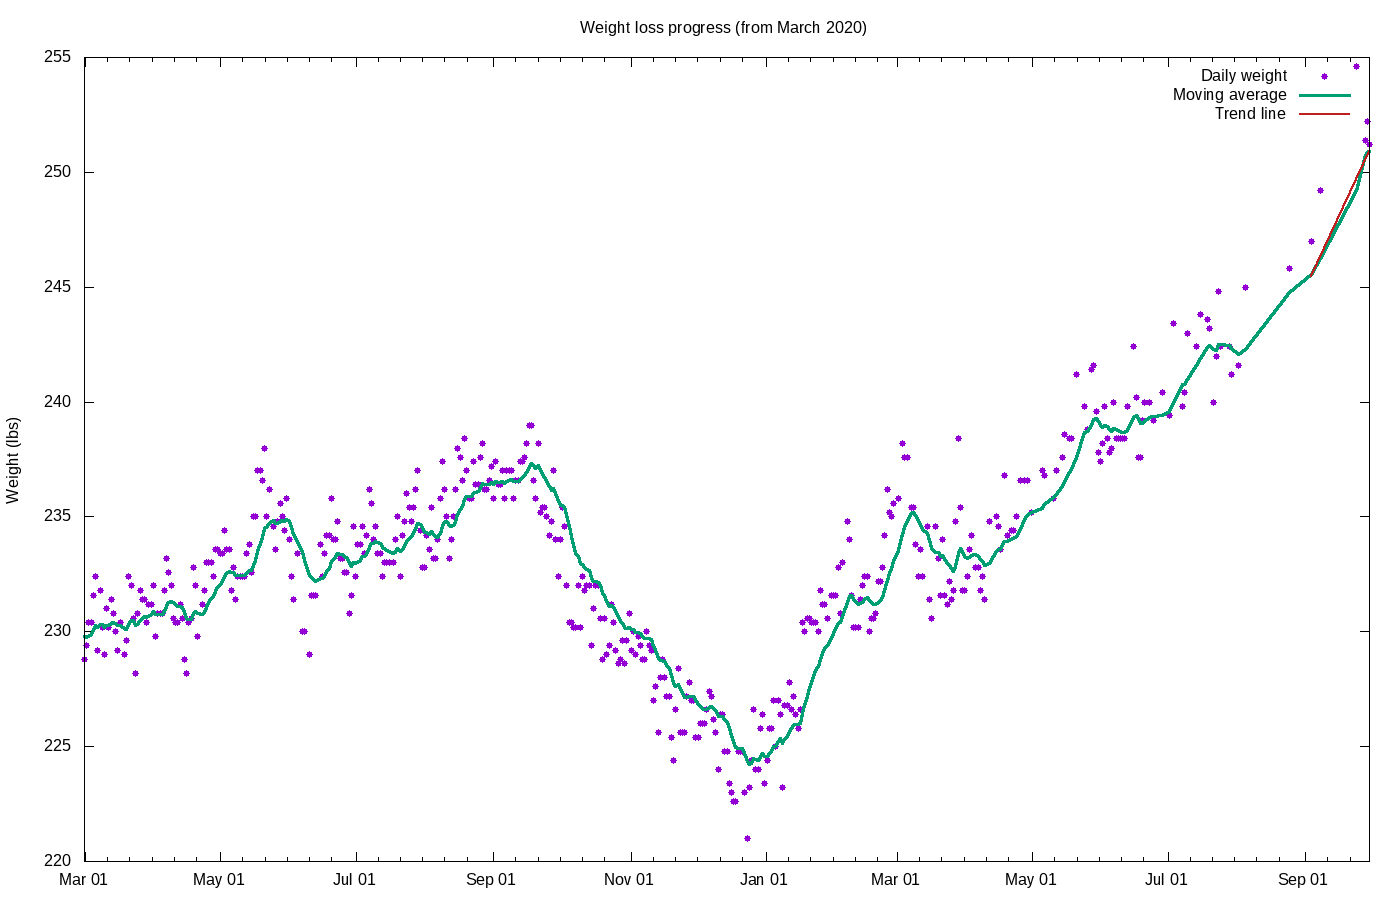 Weight loss progress (from March 2020)
255
250
245
240
235
230
225
220
Weight (lbs)
Daily weight
Moving average
Trend line
Mar 01 May 01 Jul 01 Sep 01 Nov 01 Jan 01 Mar 01 May 01 Jul 01 Sep 01